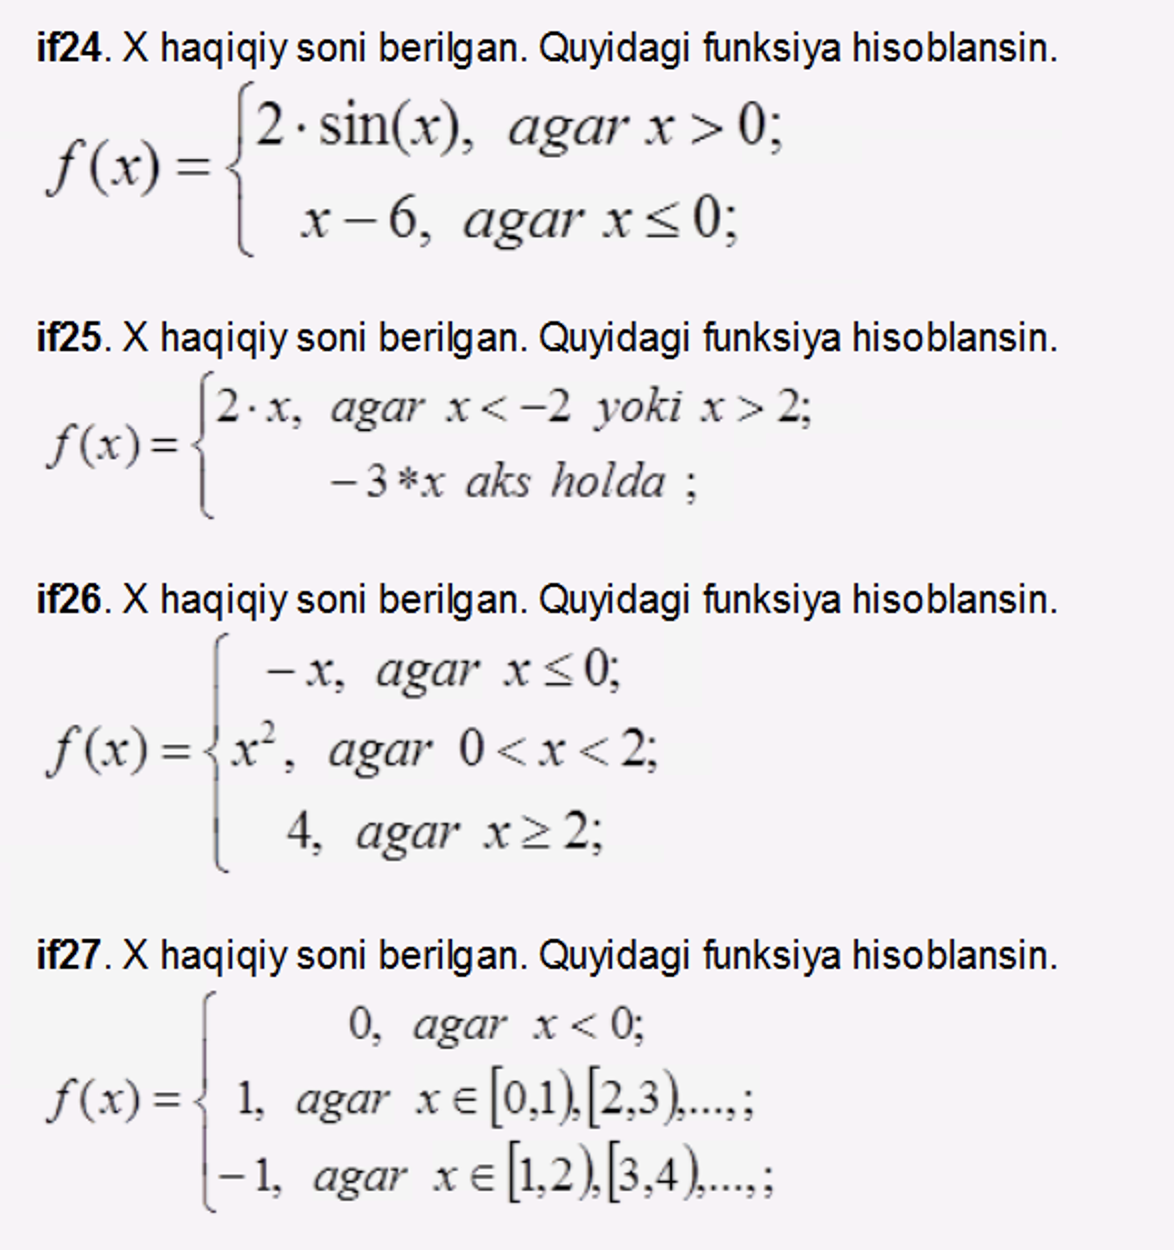 if24. X haqiqiy soni berilgan. Quyidagi funksiya hisoblansin.
2 · sin(x), agar x > 0;
f(x) =
x − 6, agar x ≤ 0;
if25. X haqiqiy soni berilgan. Quyidagi funksiya hisoblansin.
2 · x, agar x < −2 yoki x > 2;
f(x) =
−3 *x aks holda ;
if26. X haqiqiy soni berilgan. Quyidagi funksiya hisoblansin.
− x, agar x ≤ 0;
f(x) = x², agar 0 < x < 2;
4, agar x ≥ 2;
if27. X haqiqiy soni berilgan. Quyidagi funksiya hisoblansin.
0, agar x < 0;
f(x) = 1, agar x ∈ [0,1),[2,3),...,;
−1, agar x ∈ [1,2),[3,4),...,;